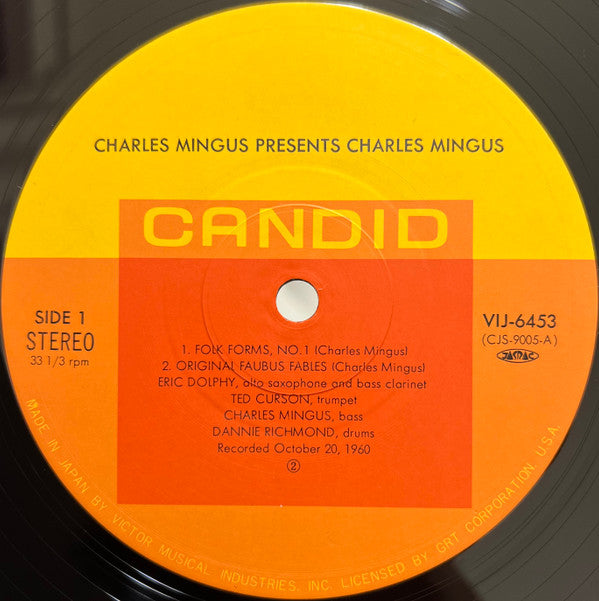 CHARLES MINGUS PRESENTS CHARLES MINGUS
CANDID
SIDE 1
STEREO
33 1/3 rpm
VIJ-6453
(CJS-9005-A)
JASRAC
1. FOLK FORMS, NO.1 (Charles Mingus)
2. ORIGINAL FAUBUS FABLES (Charles Mingus)
ERIC DOLPHY, alto saxophone and bass clarinet
TED CURSON, trumpet
CHARLES MINGUS, bass
DANNIE RICHMOND, drums
Recorded October 20, 1960
②
MADE IN JAPAN BY VICTOR MUSICAL INDUSTRIES, INC. LICENSED BY GRT CORPORATION, U.S.A.